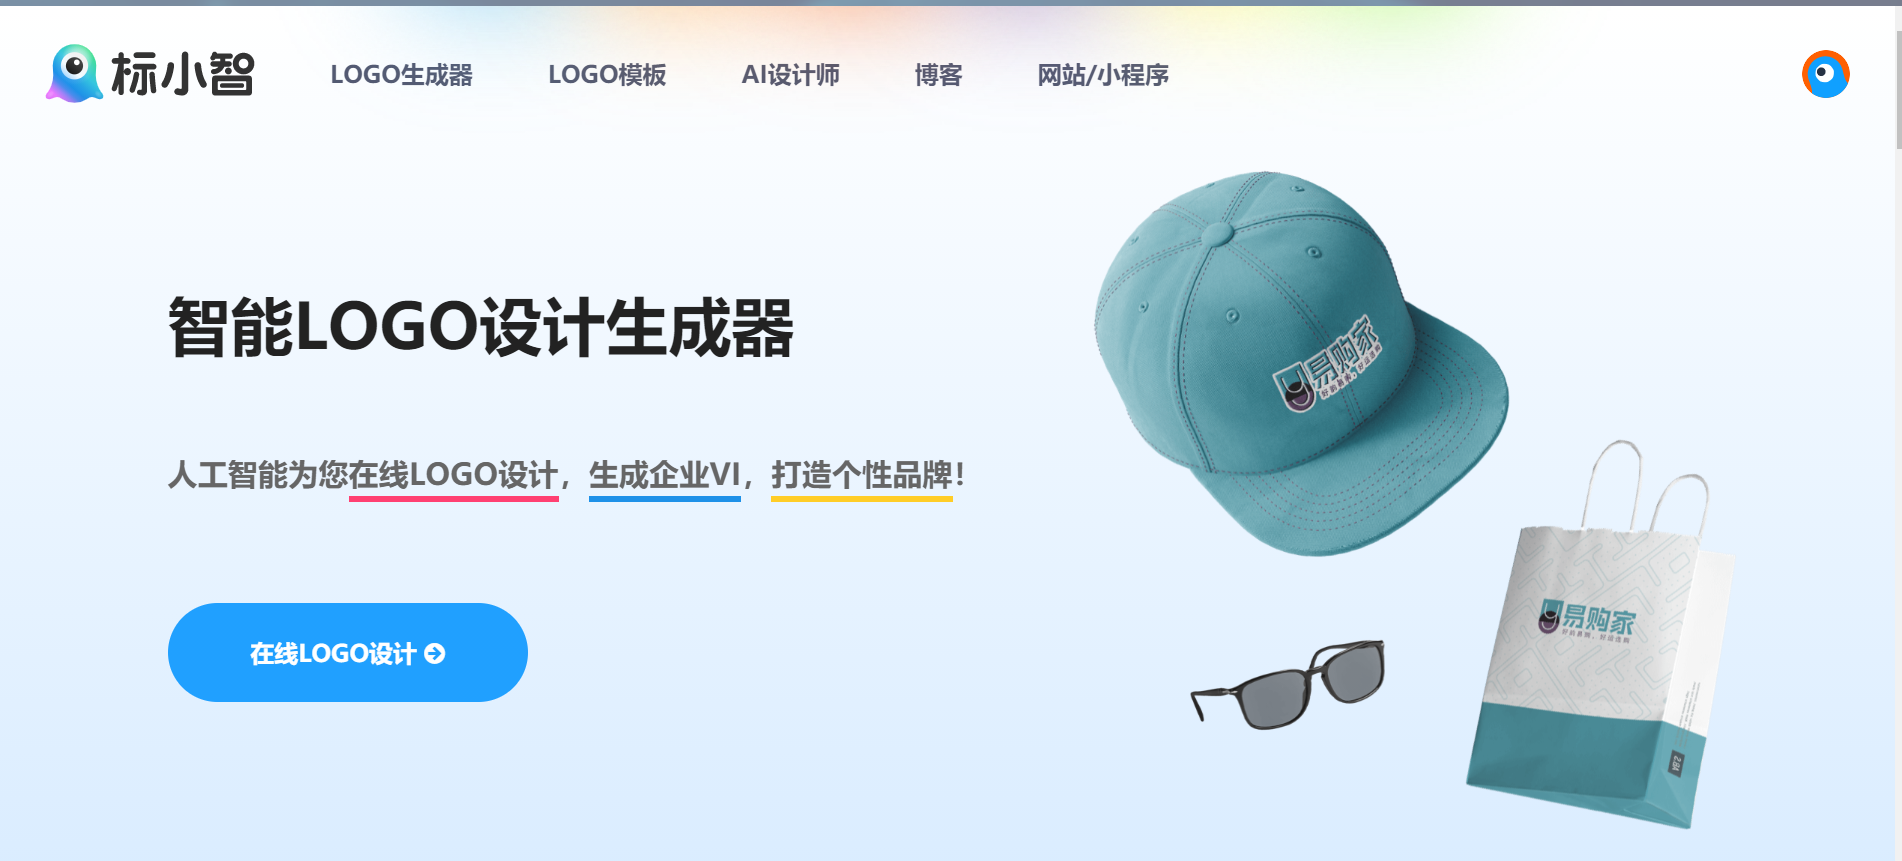 标小智
LOGO生成器
LOGO模板
AI设计师
博客
网站/小程序
智能LOGO设计生成器
人工智能为您在线LOGO设计，生成企业VI，打造个性品牌！
在线LOGO设计
易购家
易购家